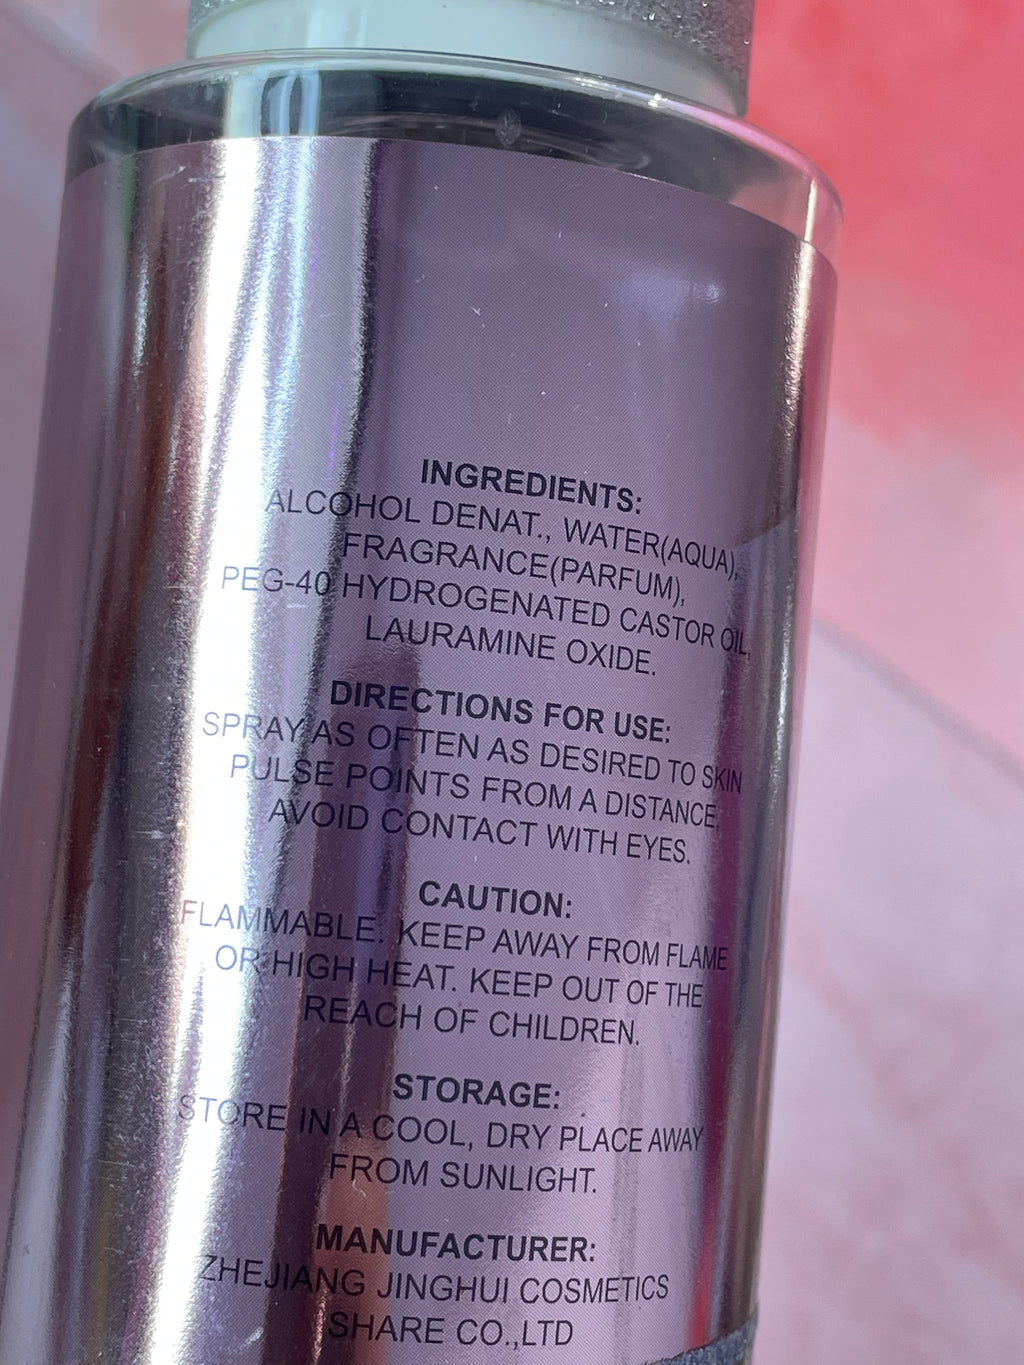 INGREDIENTS:
ALCOHOL DENAT., WATER(AQUA),
FRAGRANCE(PARFUM),
PEG-40 HYDROGENATED CASTOR OIL,
LAURAMINE OXIDE.
DIRECTIONS FOR USE:
SPRAY AS OFTEN AS DESIRED TO SKIN
PULSE POINTS FROM A DISTANCE,
AVOID CONTACT WITH EYES.
CAUTION:
FLAMMABLE. KEEP AWAY FROM FLAME
OR HIGH HEAT. KEEP OUT OF THE
REACH OF CHILDREN.
STORAGE:
STORE IN A COOL, DRY PLACE AWAY
FROM SUNLIGHT.
MANUFACTURER:
ZHEJIANG JINGHUI COSMETICS
SHARE CO.,LTD